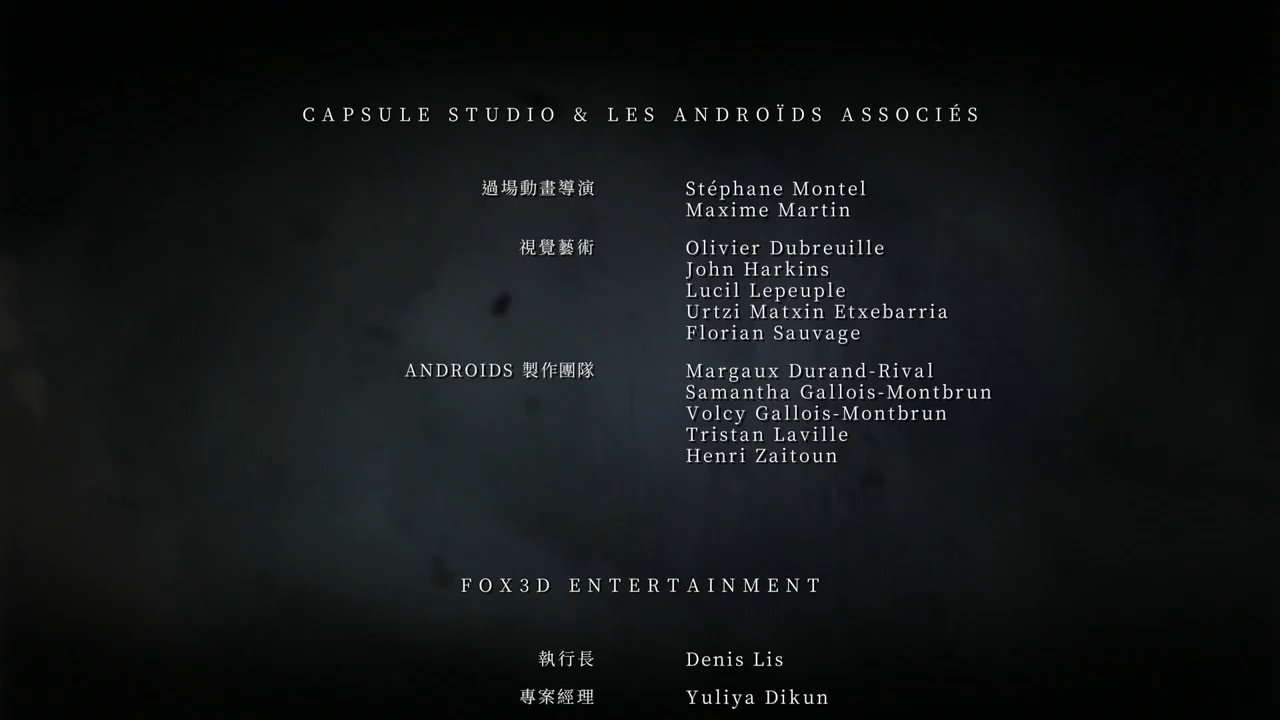 CAPSULE STUDIO & LES ANDROÏDS ASSOCIÉS
過場動畫導演 Stéphane Montel
Maxime Martin
視覺藝術 Olivier Dubreuille
John Harkins
Lucil Lepeuple
Urtzi Matxin Etxebarria
Florian Sauvage
ANDROIDS 製作團隊 Margaux Durand-Rival
Samantha Gallois-Montbrun
Volcy Gallois-Montbrun
Tristan Laville
Henri Zaitoun
FOX3D ENTERTAINMENT
執行長 Denis Lis
專案經理 Yuliya Dikun